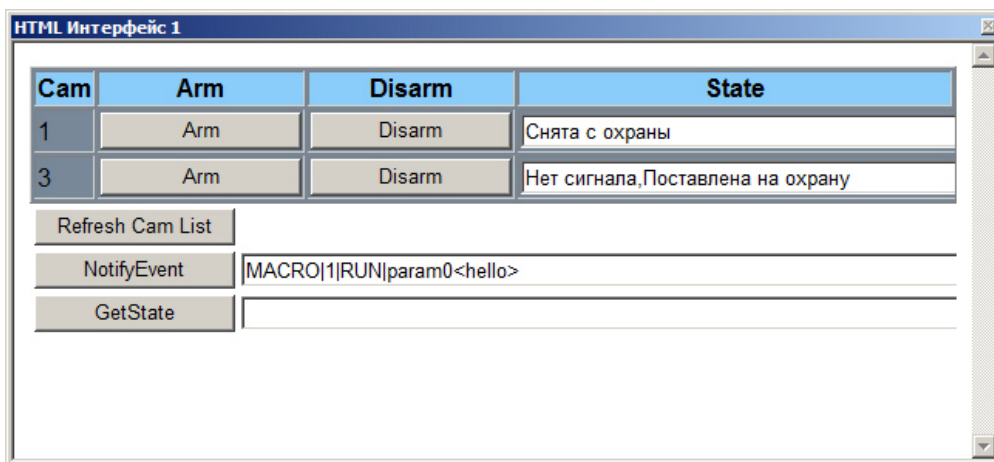 HTML Интерфейс 1
Cam Arm Disarm State
1 Arm Disarm Снята с охраны
3 Arm Disarm Нет сигнала,Поставлена на охрану
Refresh Cam List
NotifyEvent MACRO|1|RUN|param0<hello>
GetState